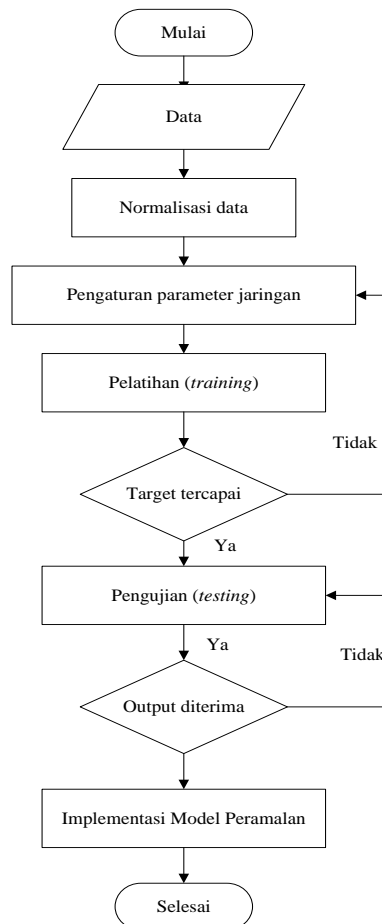 Mulai
Data
Normalisasi data
Pengaturan parameter jaringan
Pelatihan (training)
Tidak
Target tercapai
Ya
Pengujian (testing)
Ya
Tidak
Output diterima
Implementasi Model Peramalan
Selesai